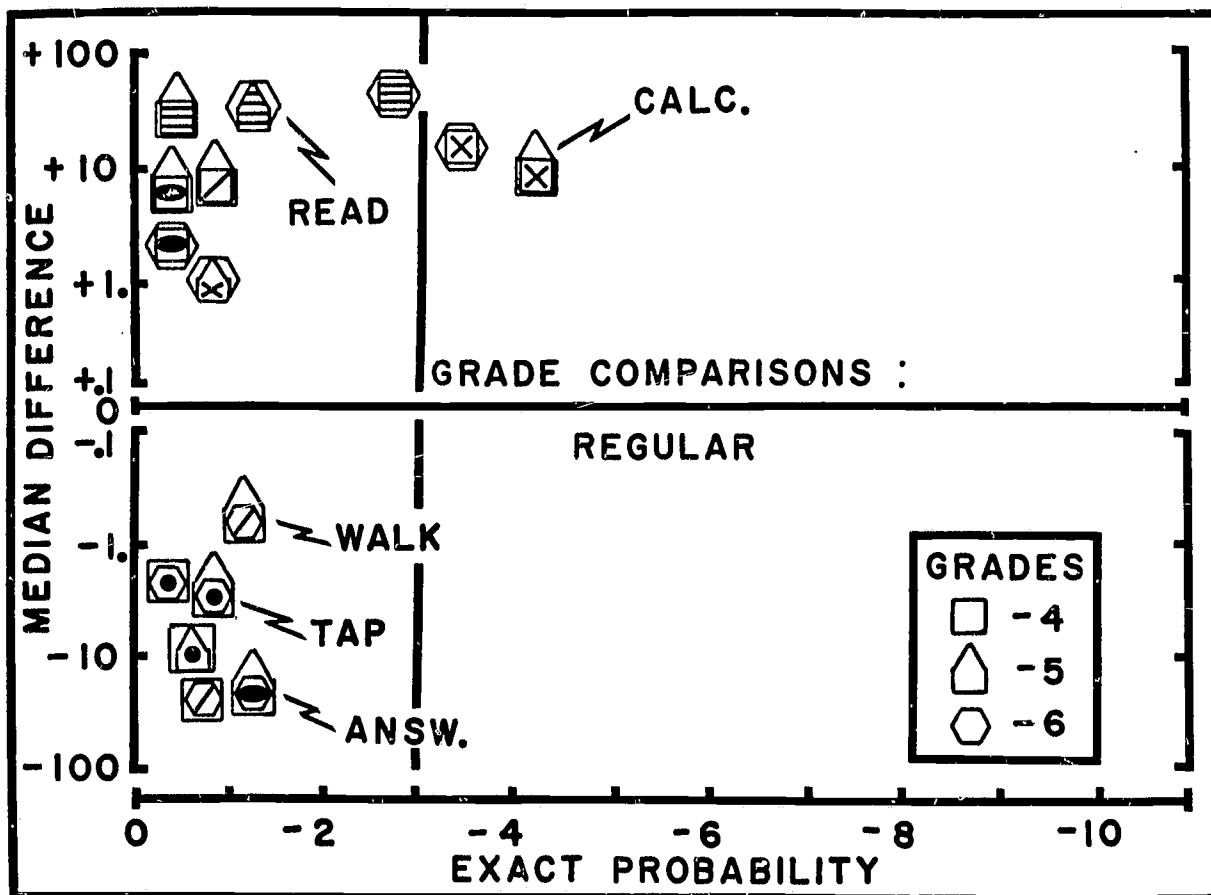 +100
CALC.
+10
READ
+1.
GRADE COMPARISONS :
+.1
0
-.1
REGULAR
WALK
-1.
GRADES
-4
TAP
-5
-10
-6
ANSW.
-100
MEDIAN DIFFERENCE
0 -2 -4 -6 -8 -10
EXACT PROBABILITY